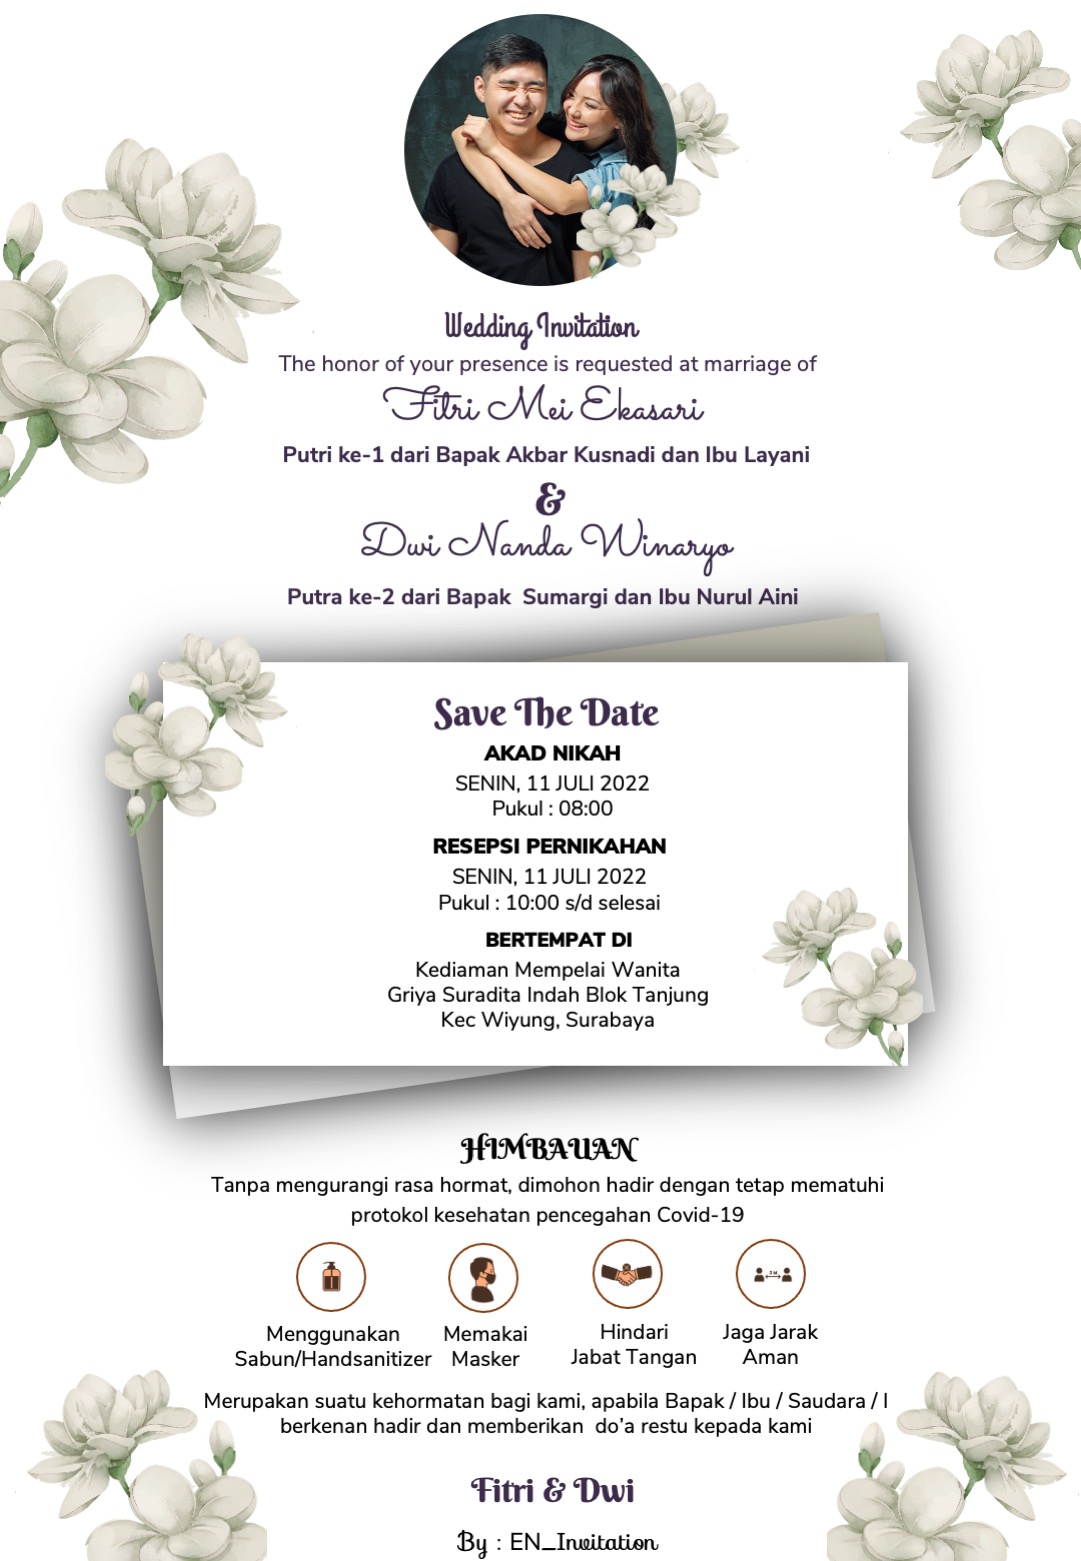 Wedding Invitation
The honor of your presence is requested at marriage of
Fitri Mei Ekasari
Putri ke-1 dari Bapak Akbar Kusnadi dan Ibu Layani
&
Dwi Nanda Winaryo
Putra ke-2 dari Bapak  Sumargi dan Ibu Nurul Aini
Save The Date
AKAD NIKAH
SENIN, 11 JULI 2022
Pukul : 08:00
RESEPSI PERNIKAHAN
SENIN, 11 JULI 2022
Pukul : 10:00 s/d selesai
BERTEMPAT DI
Kediaman Mempelai Wanita
Griya Suradita Indah Blok Tanjung
Kec Wiyung, Surabaya
HIMBAUAN
Tanpa mengurangi rasa hormat, dimohon hadir dengan tetap mematuhi
protokol kesehatan pencegahan Covid-19
Menggunakan
Sabun/Handsanitizer
Memakai
Masker
Hindari
Jabat Tangan
Jaga Jarak
Aman
Merupakan suatu kehormatan bagi kami, apabila Bapak / Ibu / Saudara / I
berkenan hadir dan memberikan  do'a restu kepada kami
Fitri & Dwi
By : EN_Invitation